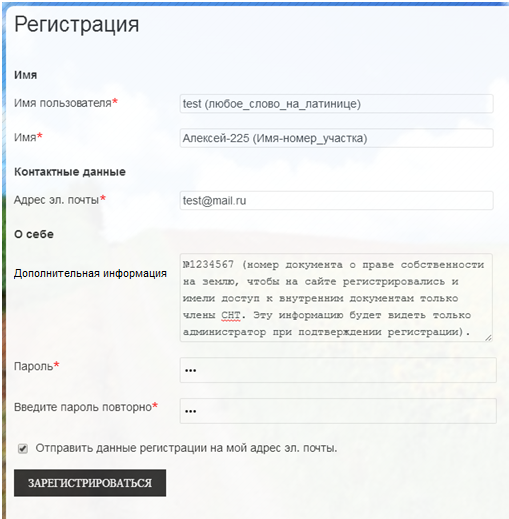 Регистрация
Имя
Имя пользователя* test (любое_слово_на_латинице)
Имя* Алексей-225 (Имя-номер_участка)
Контактные данные
Адрес эл. почты* test@mail.ru
О себе
Дополнительная информация
№1234567 (номер документа о праве собственности
на землю, чтобы на сайте регистрировались и
имели доступ к внутренним документам только
члены СНТ. Эту информацию будет видеть только
администратор при подтверждении регистрации).
Пароль* •••
Введите пароль повторно* •••
Отправить данные регистрации на мой адрес эл. почты.
ЗАРЕГИСТРИРОВАТЬСЯ